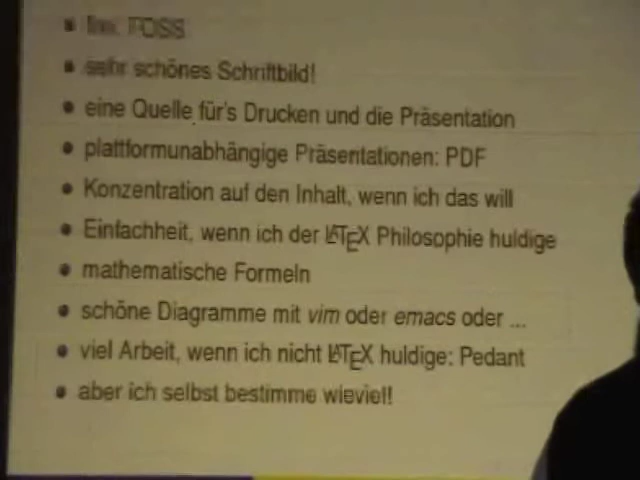 FOSS
sehr schönes Schriftbild!
eine Quelle für's Drucken und die Präsentation
plattformunabhängige Präsentationen: PDF
Konzentration auf den Inhalt, wenn ich das will
Einfachheit, wenn ich der LATEX Philosophie huldige
mathematische Formeln
schöne Diagramme mit vim oder emacs oder ...
viel Arbeit, wenn ich nicht LATEX huldige: Pedant
aber ich selbst bestimme wieviel!